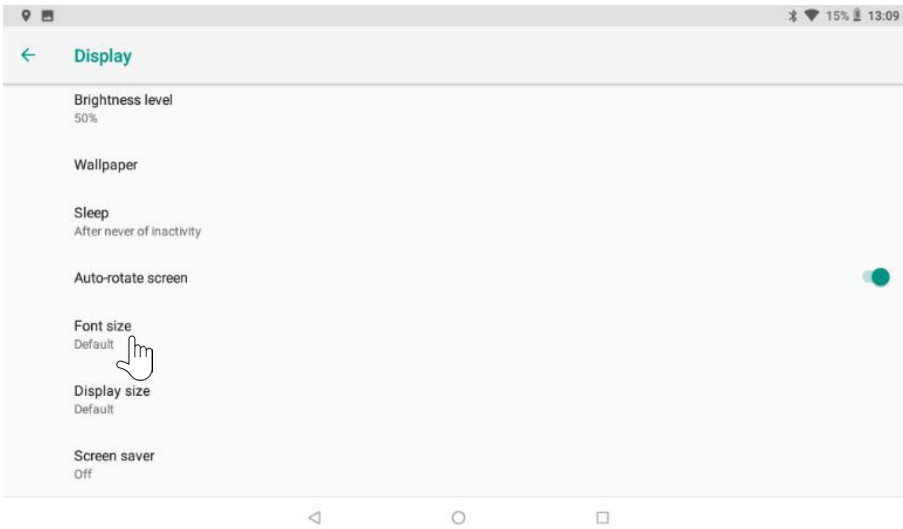 15% 13:09
Display
Brightness level
50%
Wallpaper
Sleep
After never of inactivity
Auto-rotate screen
Font size
Default
Display size
Default
Screen saver
Off